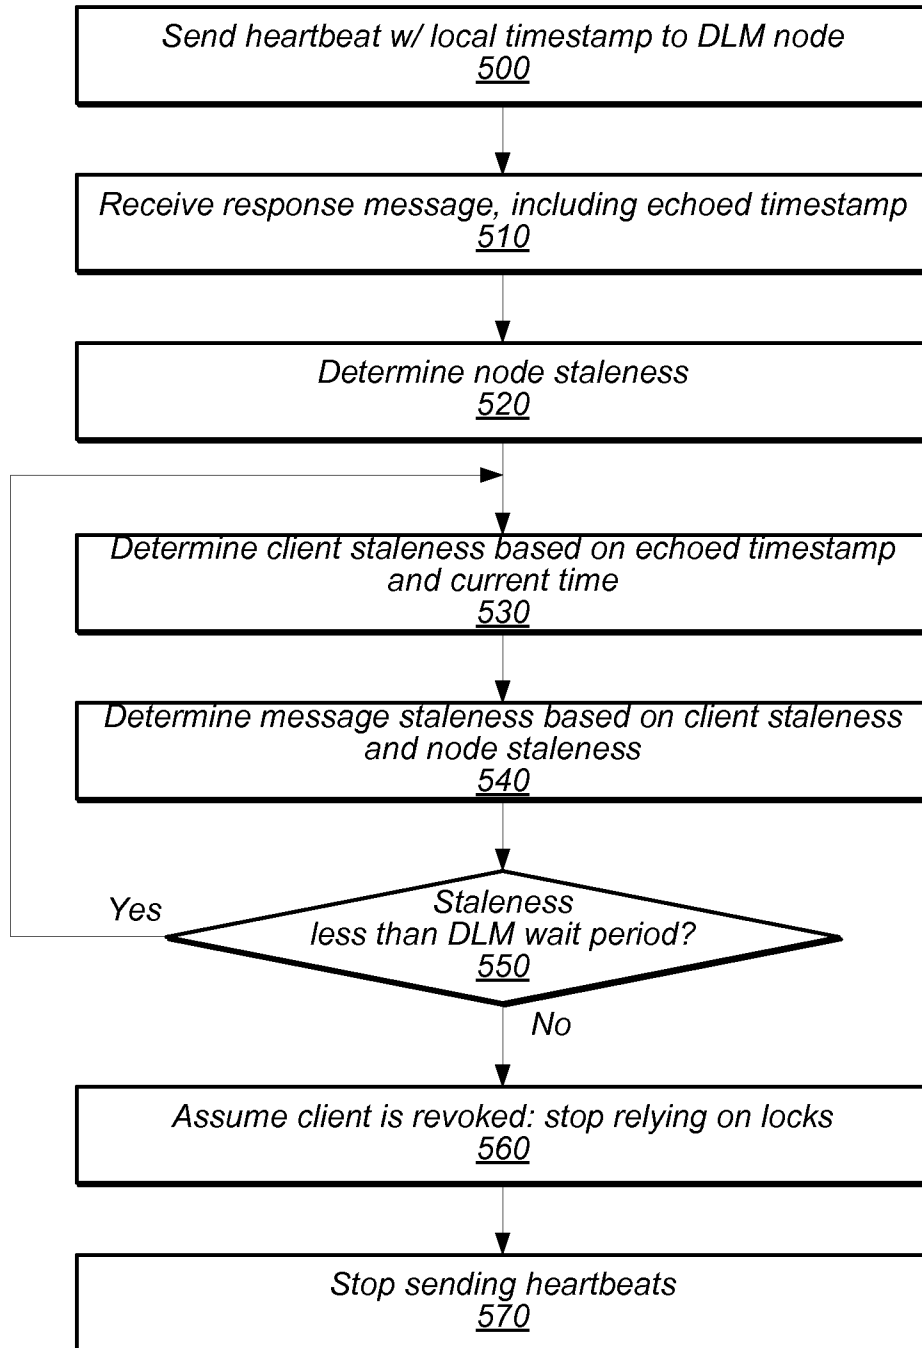 Send heartbeat w/ local timestamp to DLM node
500
Receive response message, including echoed timestamp
510
Determine node staleness
520
Determine client staleness based on echoed timestamp
and current time
530
Determine message staleness based on client staleness
and node staleness
540
Yes
Staleness
less than DLM wait period?
550
No
Assume client is revoked: stop relying on locks
560
Stop sending heartbeats
570